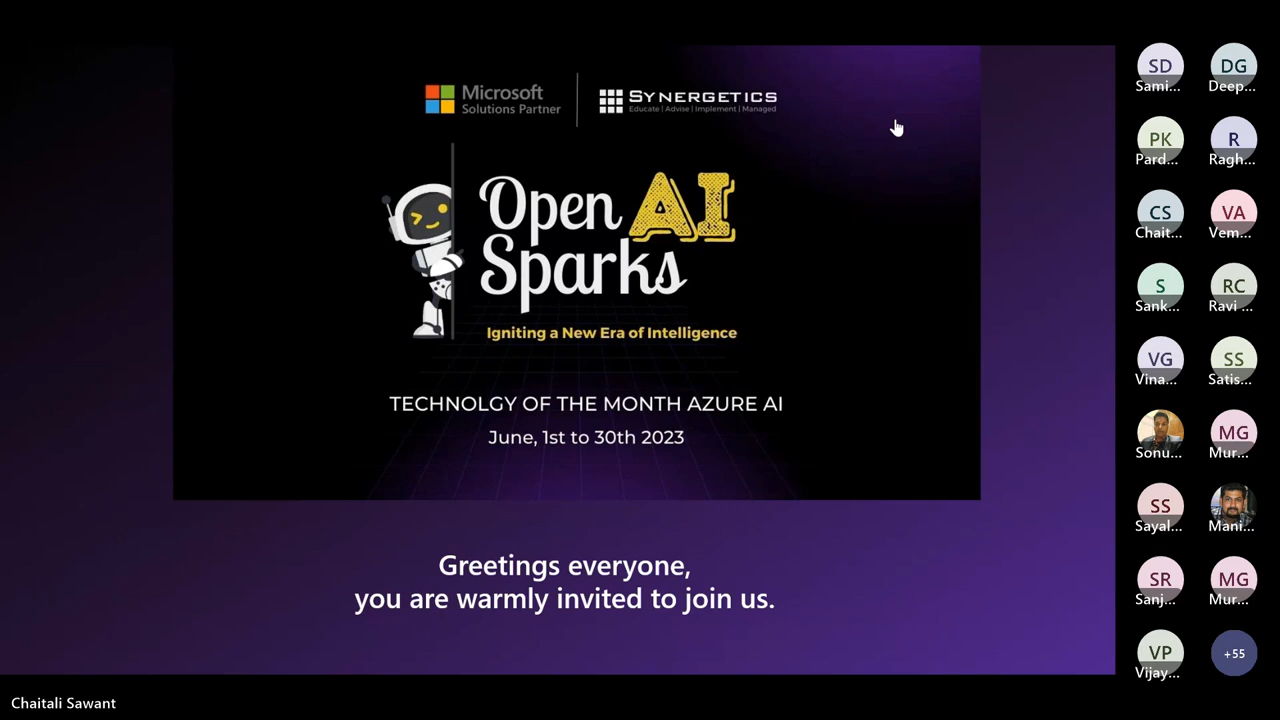 Microsoft
Solutions Partner
SYNERGETICS
Educate | Advise | Implement | Managed
Open AI
Sparks
Igniting a New Era of Intelligence
TECHNOLGY OF THE MONTH AZURE AI
June, 1st to 30th 2023
Greetings everyone,
you are warmly invited to join us.
SD
Sami...
DG
Deep...
PK
Pard...
R
Ragh...
CS
Chait...
VA
Vem...
S
Sank...
RC
Ravi ...
VG
Vina...
SS
Satis...
Sonu...
MG
Mur...
SS
Sayal...
Mani...
SR
Sanj...
MG
Mur...
VP
Vijay...
+55
Chaitali Sawant